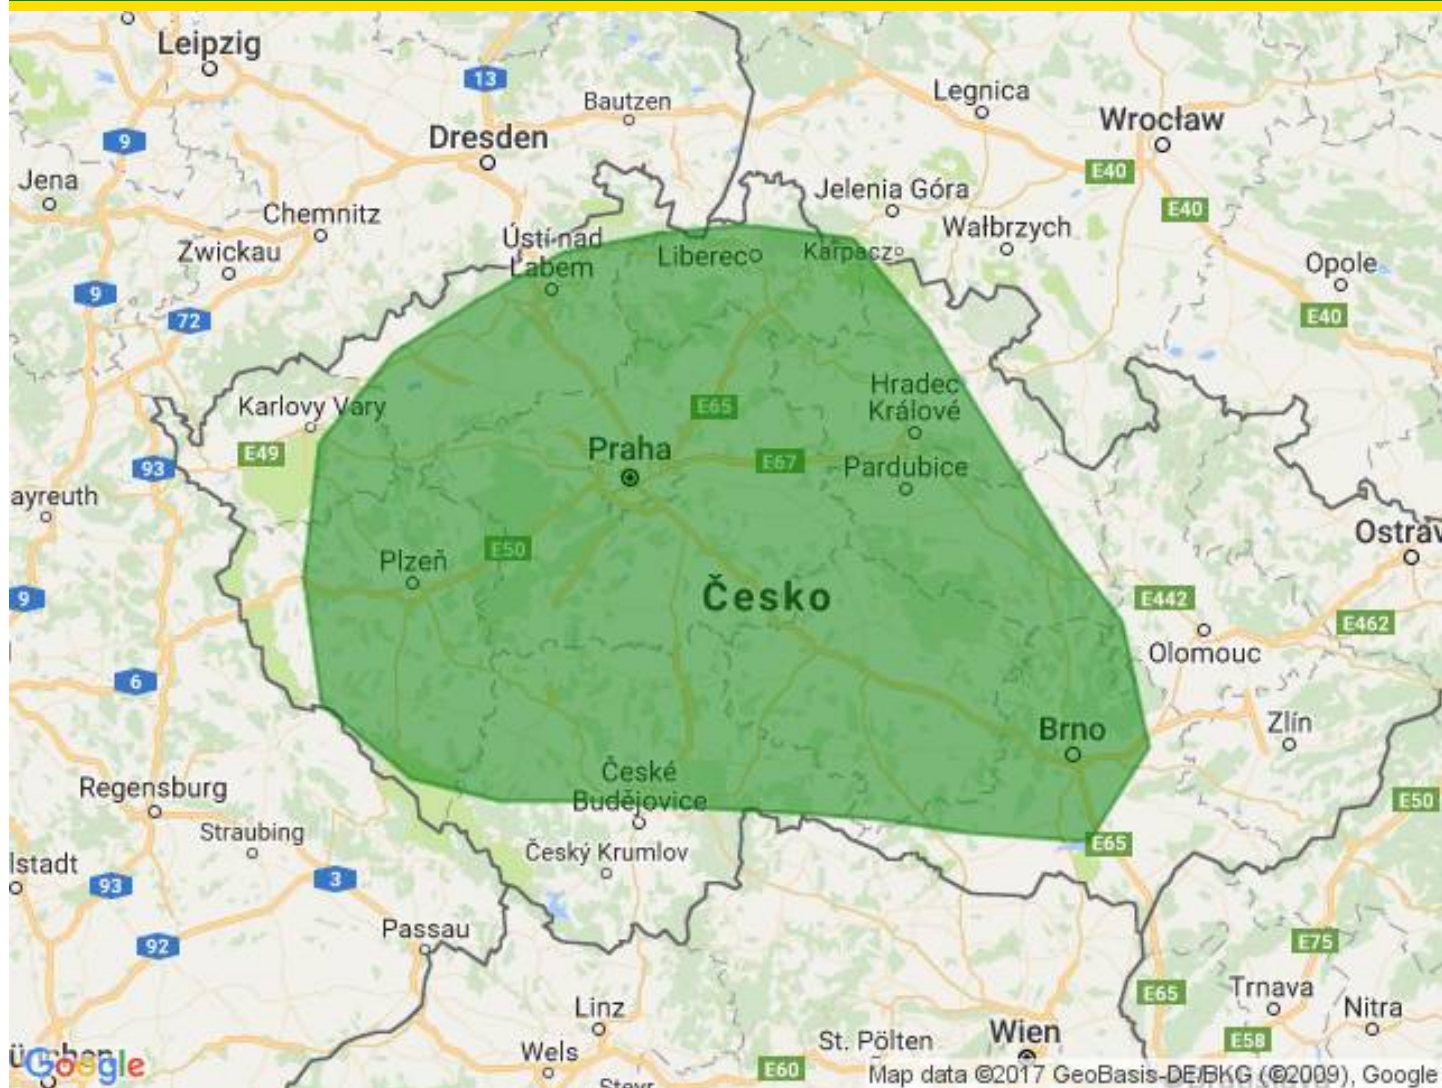 Leipzig
13
Bautzen
Legnica
Wrocław
Dresden
9
E40
Jena
Jelenia Góra
E40
Chemnitz
Wałbrzych
Zwickau
Ústí nad
Labem
Liberec
Karpacz
Opole
9
72
E40
Karlovy Vary
E65
Hradec
Králové
E49
Praha
E67
Pardubice
93
ayreuth
Plzeň
E50
Ostrav
Česko
9
E442
E462
Olomouc
6
Brno
Zlín
Regensburg
České
Budějovice
E50
Straubing
Český Krumlov
E65
lstadt
93
3
Passau
92
E75
Linz
E65
Trnava
Nitra
Wien
St. Pölten
E58
Wels
E60
Google
Map data ©2017 GeoBasis-DE/BKG (©2009), Google